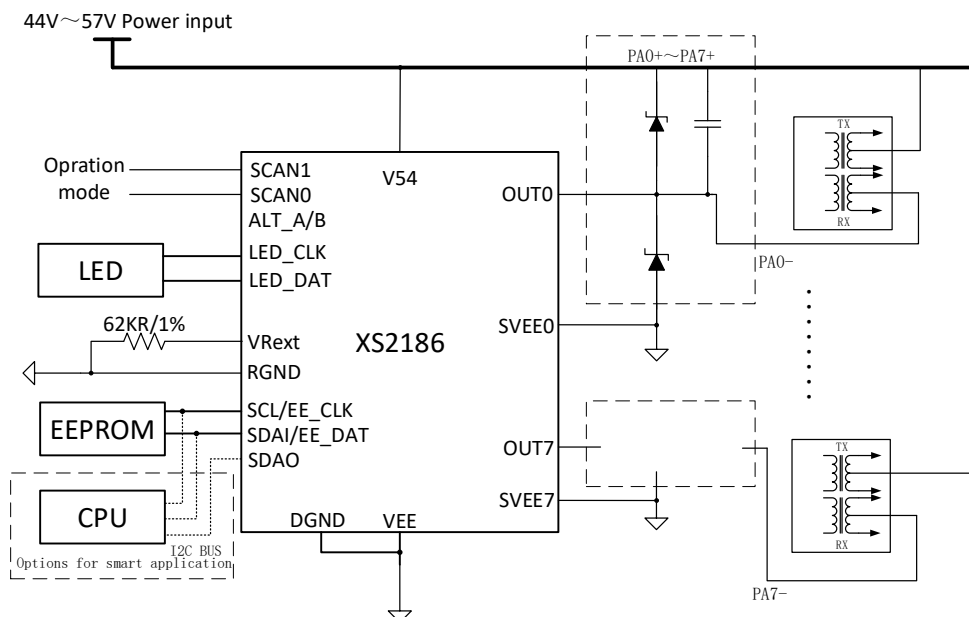 44V～57V Power input
PA0+～PA7+
TX
RX
Opration
mode
SCAN1
SCAN0
ALT_A/B
LED_CLK
LED_DAT
V54
OUT0
PA0-
LED
62KR/1%
VRext
RGND
XS2186
SVEE0
EEPROM
SCL/EE_CLK
SDAI/EE_DAT
SDAO
OUT7
SVEE7
TX
RX
CPU
I2C BUS
Options for smart application
DGND
VEE
PA7-